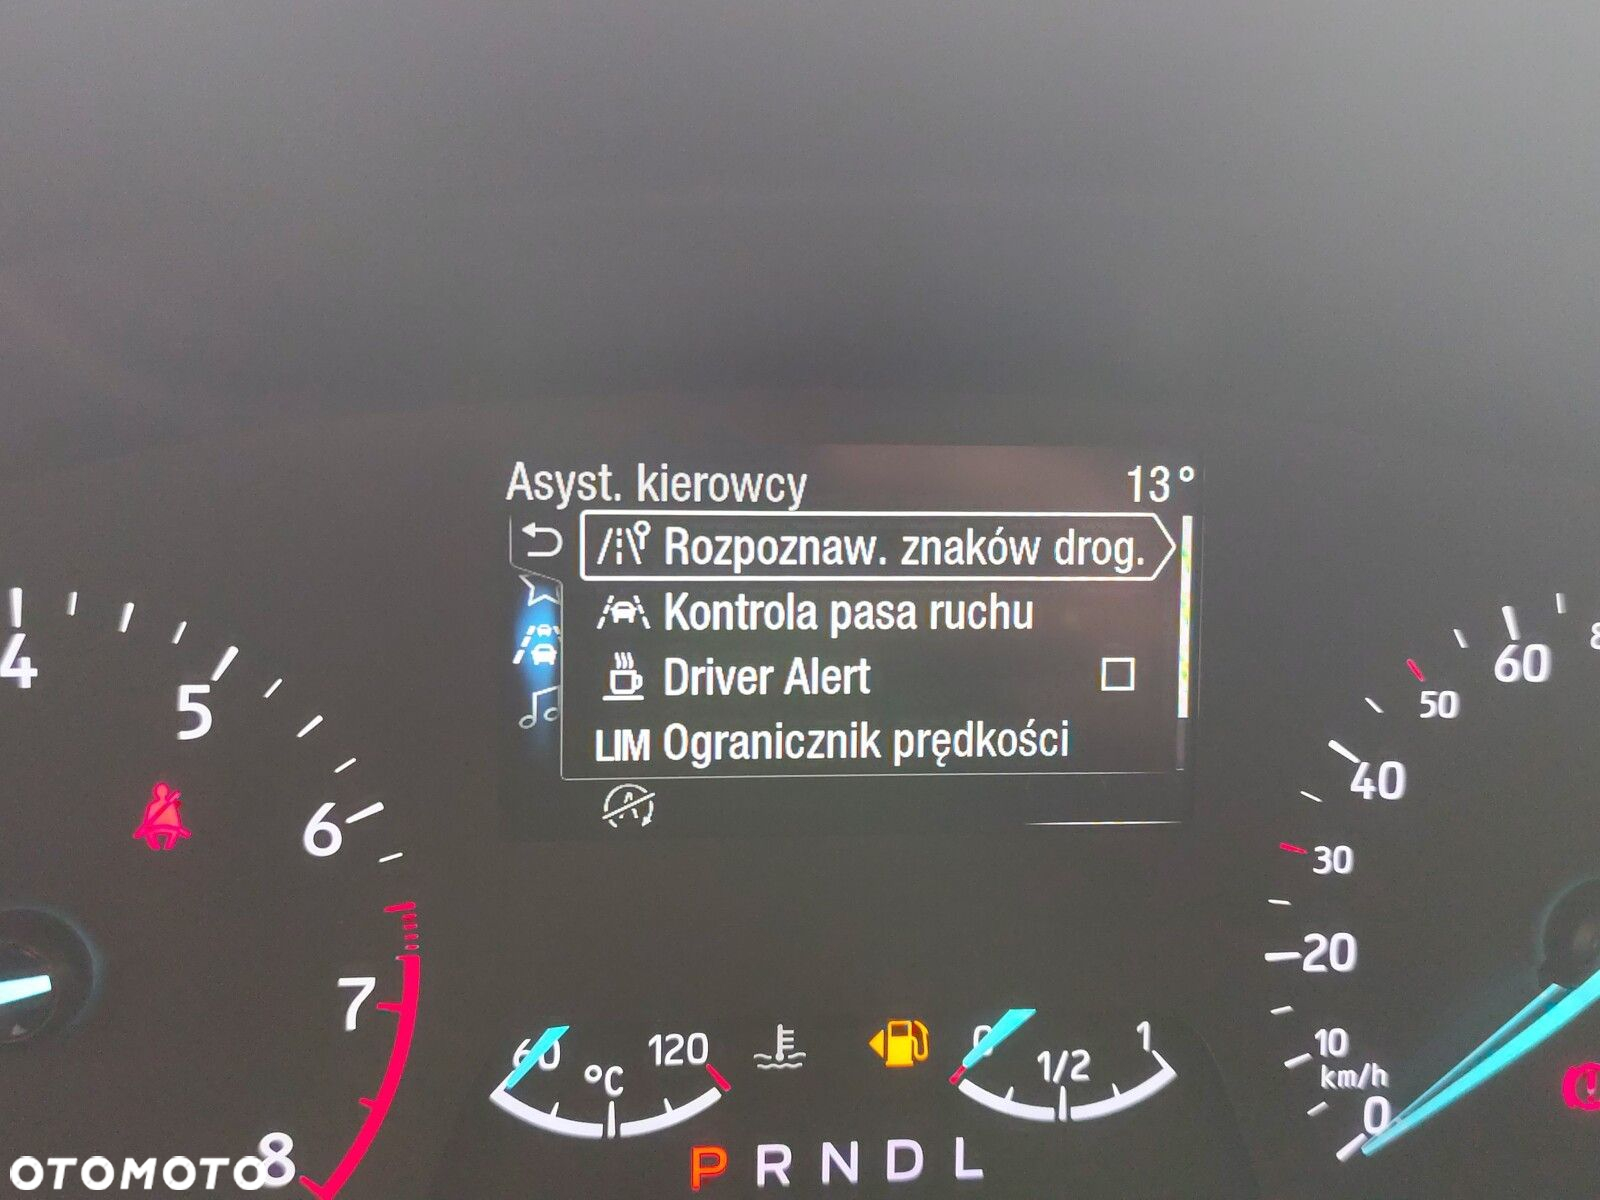 Asyst. kierowcy 13°
Rozpoznaw. znaków drog.
Kontrola pasa ruchu
Driver Alert
LIM Ogranicznik prędkości
A
4
5
6
7
8
60 °C 120
0 1/2 1
P R N D L
60
50
40
30
20
10
km/h
0
OTOMOTO